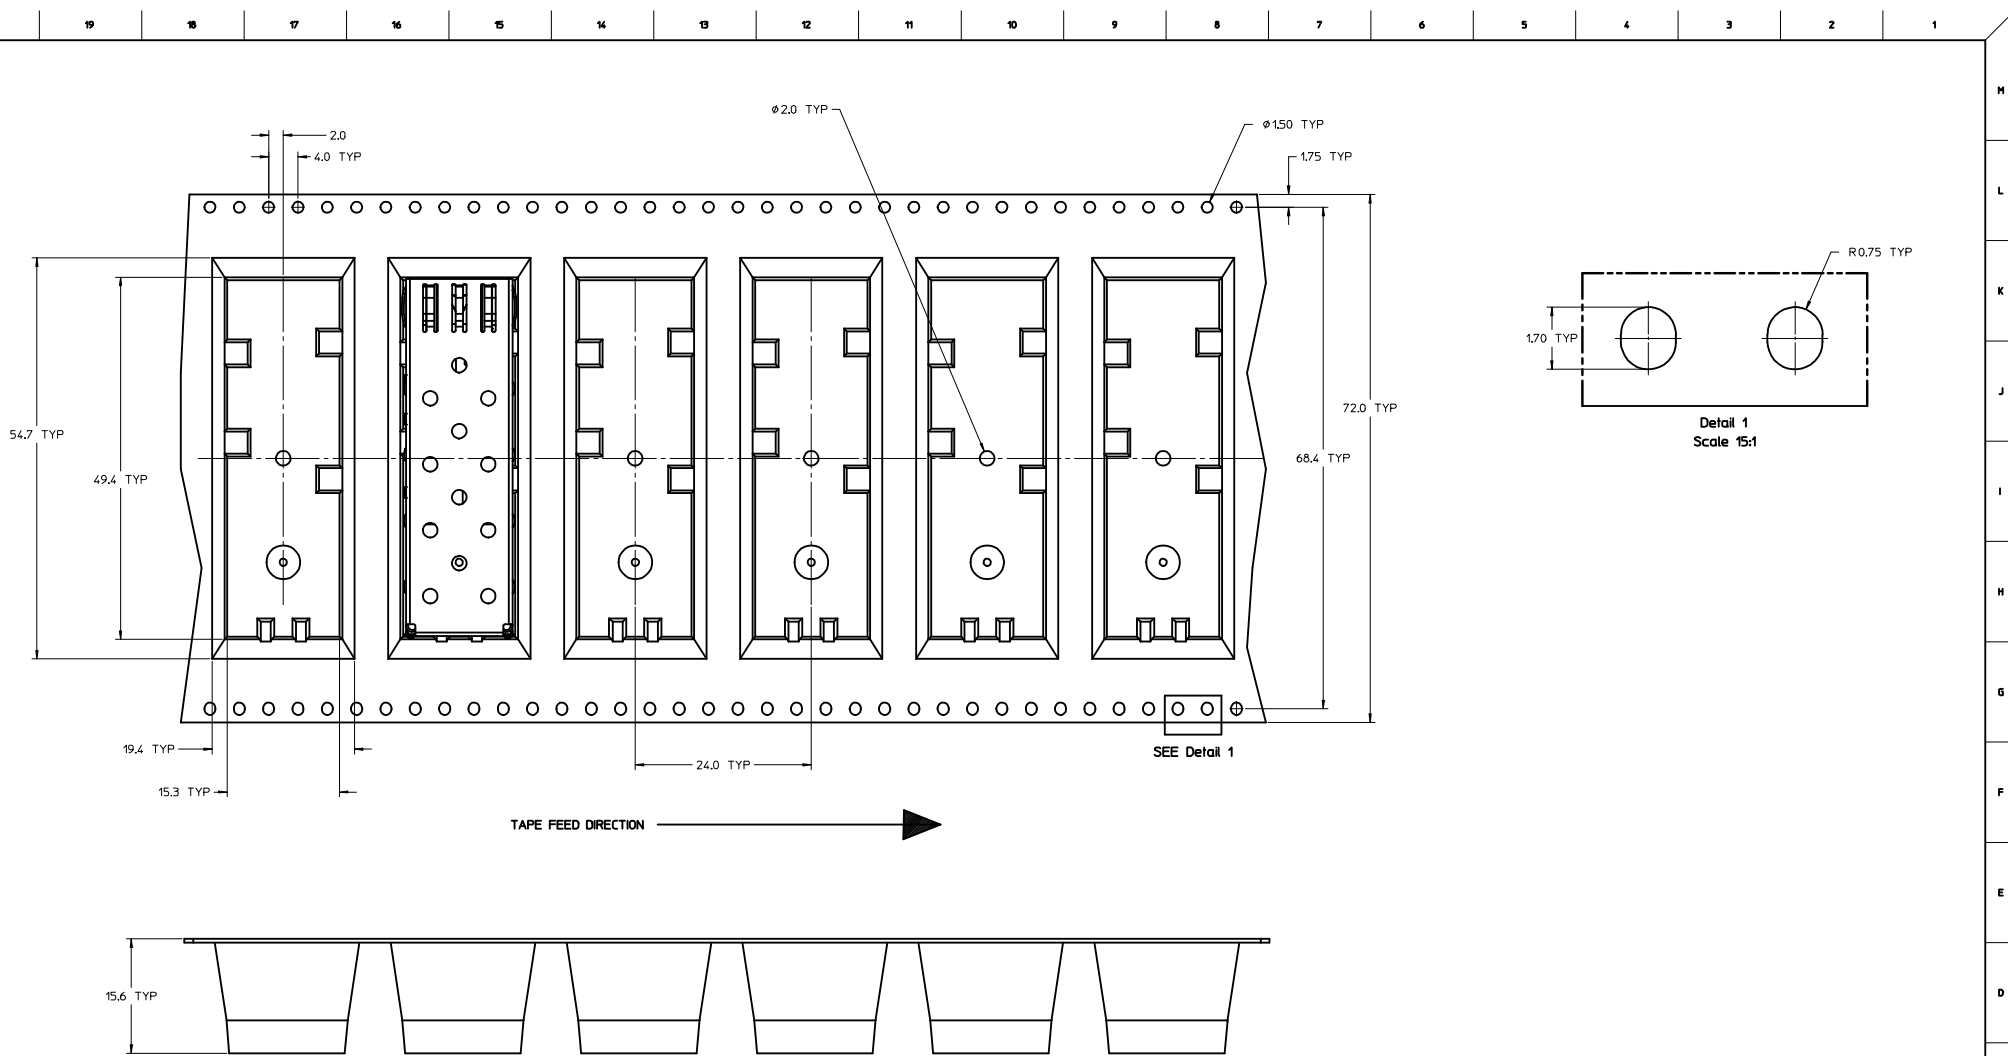 19 18 17 16 15 14 13 12 11 10 9 8 7 6 5 4 3 2 1
M
ø2.0 TYP
ø1.50 TYP
2.0
4.0 TYP
1.75 TYP
L
R0.75 TYP
K
1.70 TYP
J
72.0 TYP
Detail 1
Scale 15:1
54.7 TYP
68.4 TYP
49.4 TYP
I
H
G
19.4 TYP
SEE Detail 1
24.0 TYP
15.3 TYP
F
TAPE FEED DIRECTION
E
15.6 TYP
D